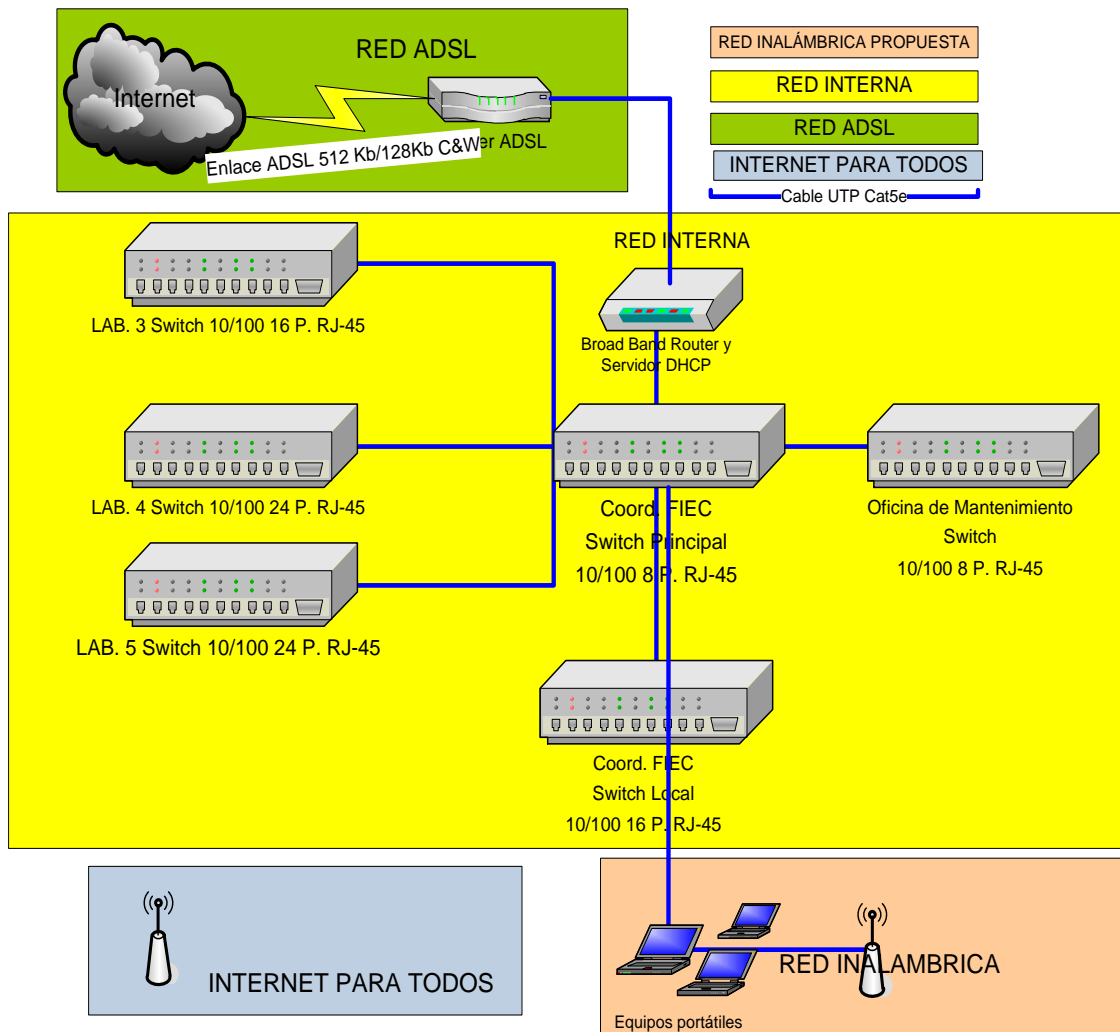 RED ADSL
Internet
Enlace ADSL 512 Kb/128Kb C&W
er ADSL
RED INALÁMBRICA PROPUESTA
RED INTERNA
RED ADSL
INTERNET PARA TODOS
Cable UTP Cat5e
RED INTERNA
LAB. 3 Switch 10/100 16 P. RJ-45
Broad Band Router y
Servidor DHCP
LAB. 4 Switch 10/100 24 P. RJ-45
Coord. FIEC
Switch Principal
10/100 8 P. RJ-45
Oficina de Mantenimiento
Switch
10/100 8 P. RJ-45
LAB. 5 Switch 10/100 24 P. RJ-45
Coord. FIEC
Switch Local
10/100 16 P. RJ-45
INTERNET PARA TODOS
RED INALAMBRICA
Equipos portátiles